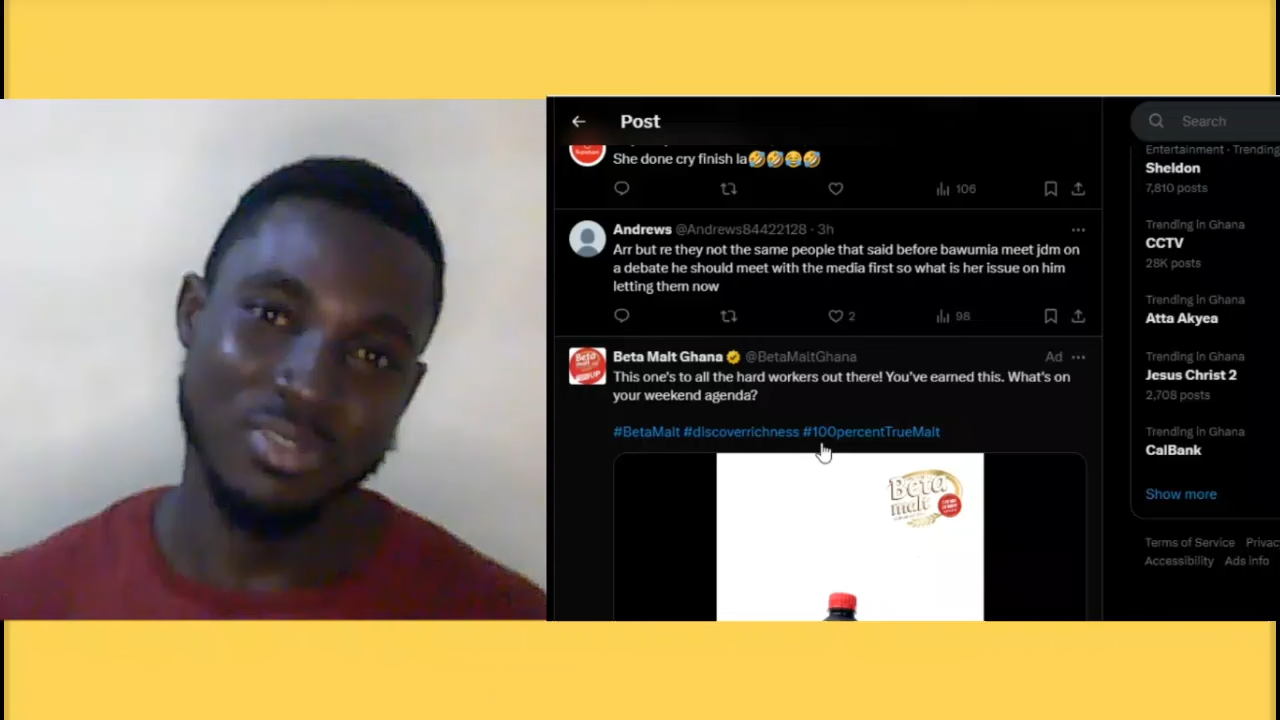 Post
Search
She done cry finish la🤣🤣😂🤣
106
Andrews @Andrews84422128 · 3h
Arr but re they not the same people that said before bawumia meet jdm on
a debate he should meet with the media first so what is her issue on him
letting them now
2
98
Beta Malt Ghana @BetaMaltGhana Ad
This one's to all the hard workers out there! You've earned this. What's on
your weekend agenda?
#BetaMalt #discoverrichness #100percentTrueMalt
Beta
malt
Entertainment · Trending
Sheldon
7,810 posts
Trending in Ghana
CCTV
28K posts
Trending in Ghana
Atta Akyea
Trending in Ghana
Jesus Christ 2
2,708 posts
Trending in Ghana
CalBank
Show more
Terms of Service Privac
Accessibility Ads info